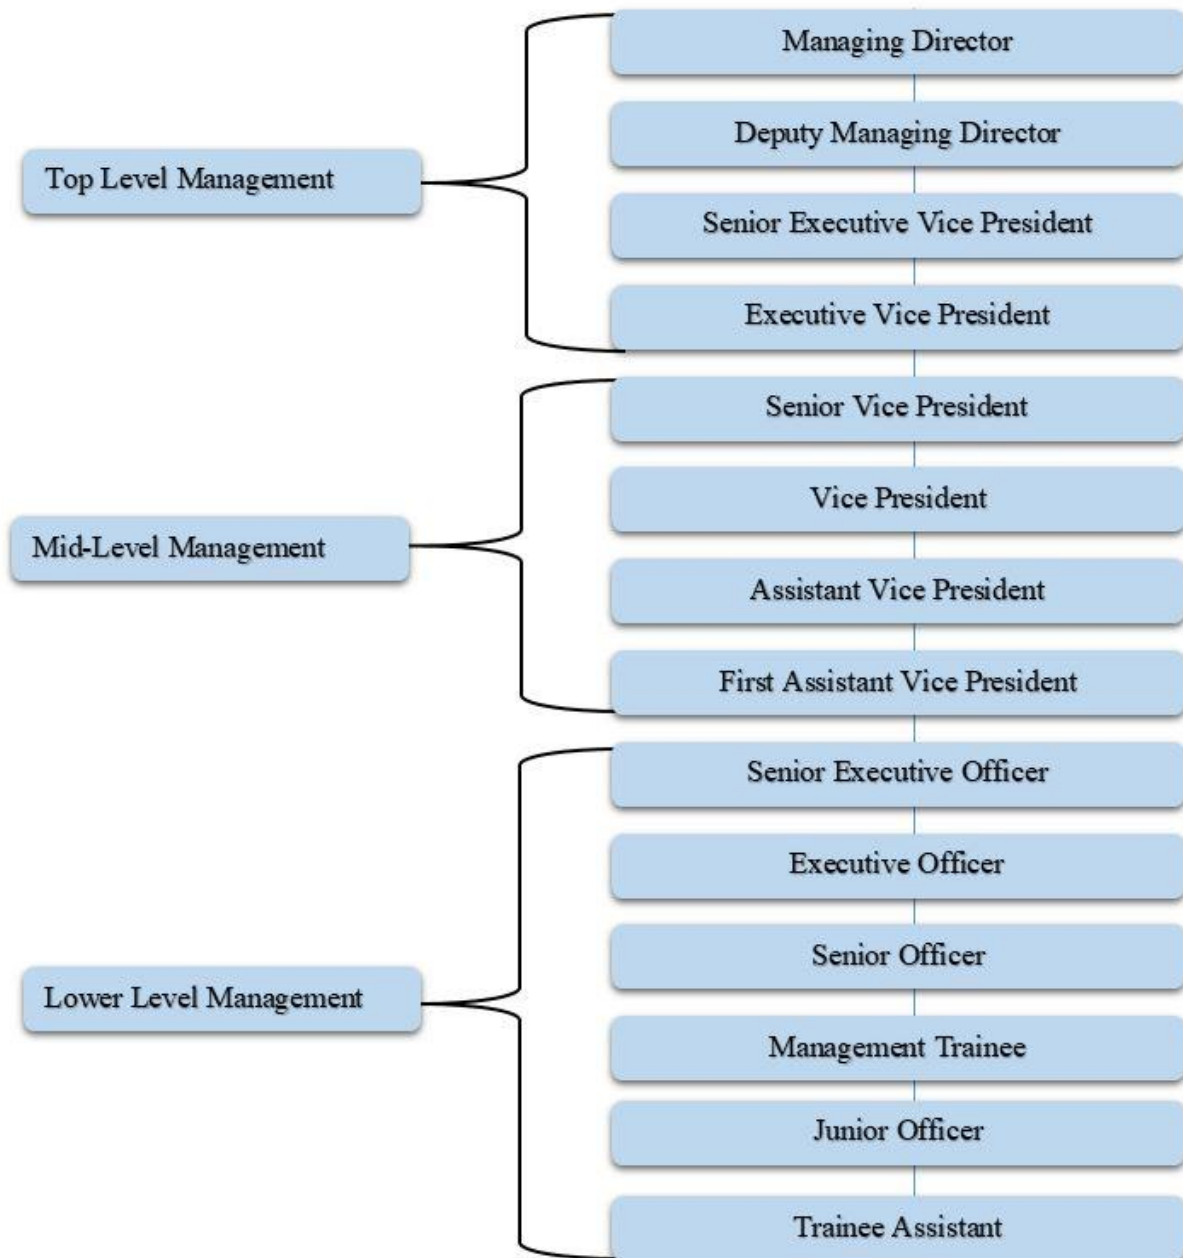 Managing Director
Deputy Managing Director
Top Level Management
Senior Executive Vice President
Executive Vice President
Senior Vice President
Vice President
Mid-Level Management
Assistant Vice President
First Assistant Vice President
Senior Executive Officer
Executive Officer
Senior Officer
Lower Level Management
Management Trainee
Junior Officer
Trainee Assistant